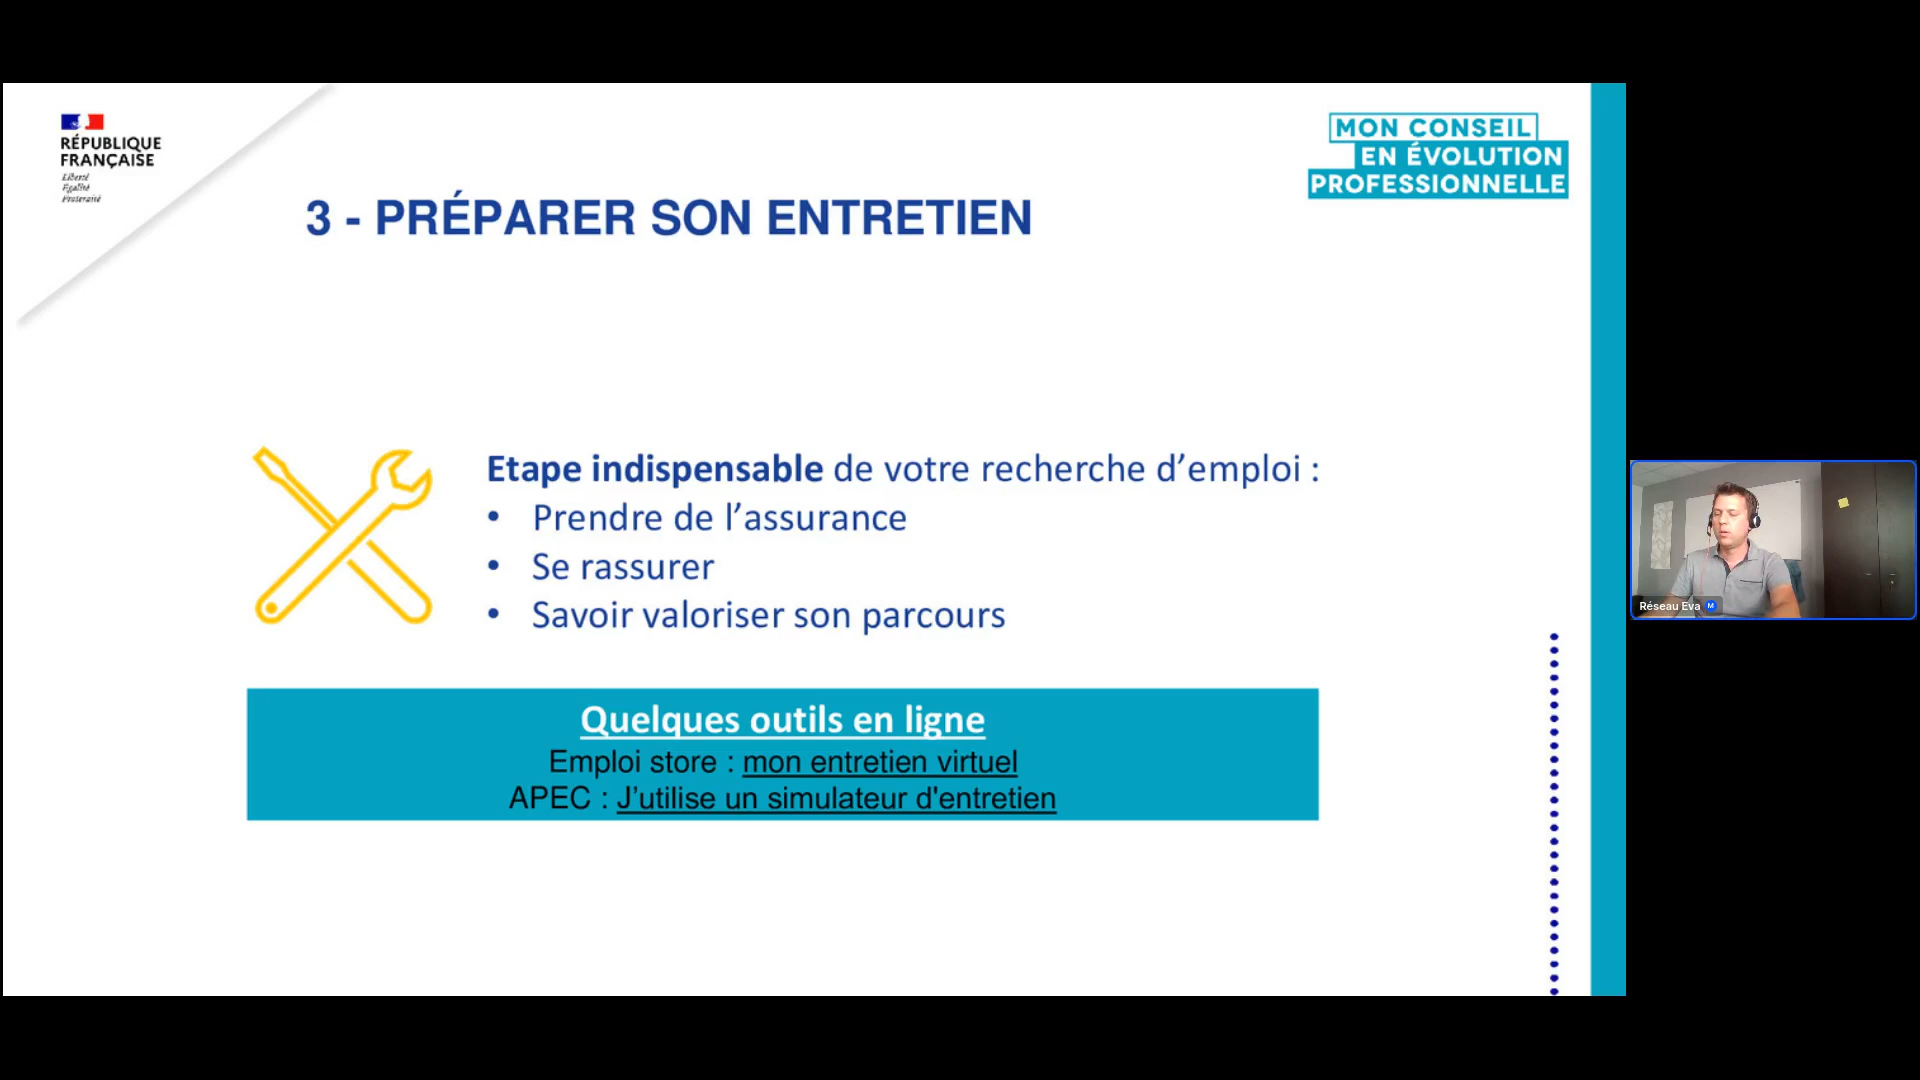 RÉPUBLIQUE
FRANÇAISE
Liberté
Égalité
Fraternité
MON CONSEIL
EN ÉVOLUTION
PROFESSIONNELLE
3 - PRÉPARER SON ENTRETIEN
Etape indispensable de votre recherche d’emploi :
• Prendre de l’assurance
• Se rassurer
• Savoir valoriser son parcours
Quelques outils en ligne
Emploi store : mon entretien virtuel
APEC : J’utilise un simulateur d'entretien
Réseau Eva M